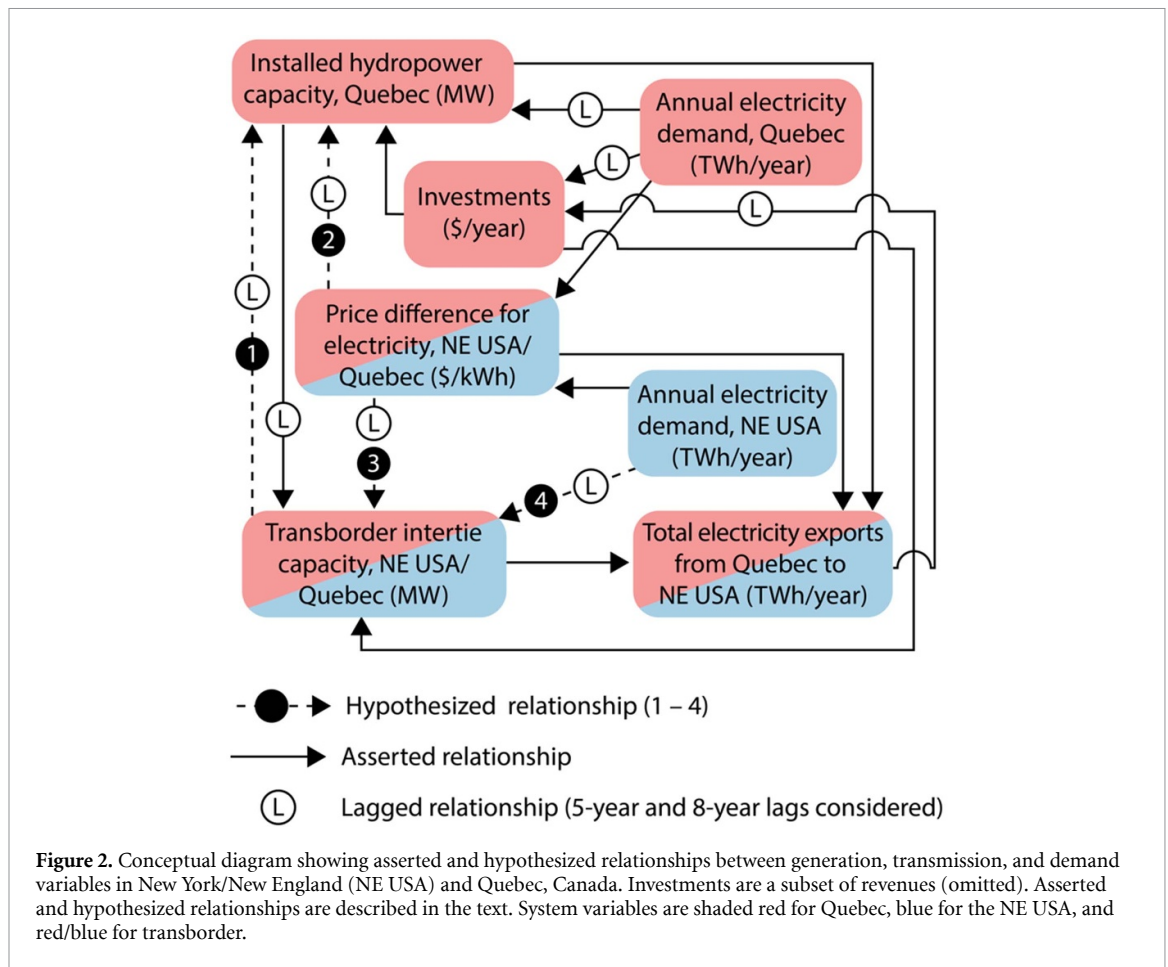 Installed hydropower
capacity, Quebec (MW)
L
Annual electricity
demand, Quebec
(TWh/year)
L
Investments
($/year)
L
L
2
L
1
Price difference for
electricity, NE USA/
Quebec ($/kWh)
Annual electricity
demand, NE USA
(TWh/year)
L
L
3
L
4
Transborder intertie
capacity, NE USA/
Quebec (MW)
Total electricity exports
from Quebec to
NE USA (TWh/year)
Hypothesized relationship (1 – 4)
Asserted relationship
L Lagged relationship (5-year and 8-year lags considered)
Figure 2. Conceptual diagram showing asserted and hypothesized relationships between generation, transmission, and demand
variables in New York/New England (NE USA) and Quebec, Canada. Investments are a subset of revenues (omitted). Asserted
and hypothesized relationships are described in the text. System variables are shaded red for Quebec, blue for the NE USA, and
red/blue for transborder.